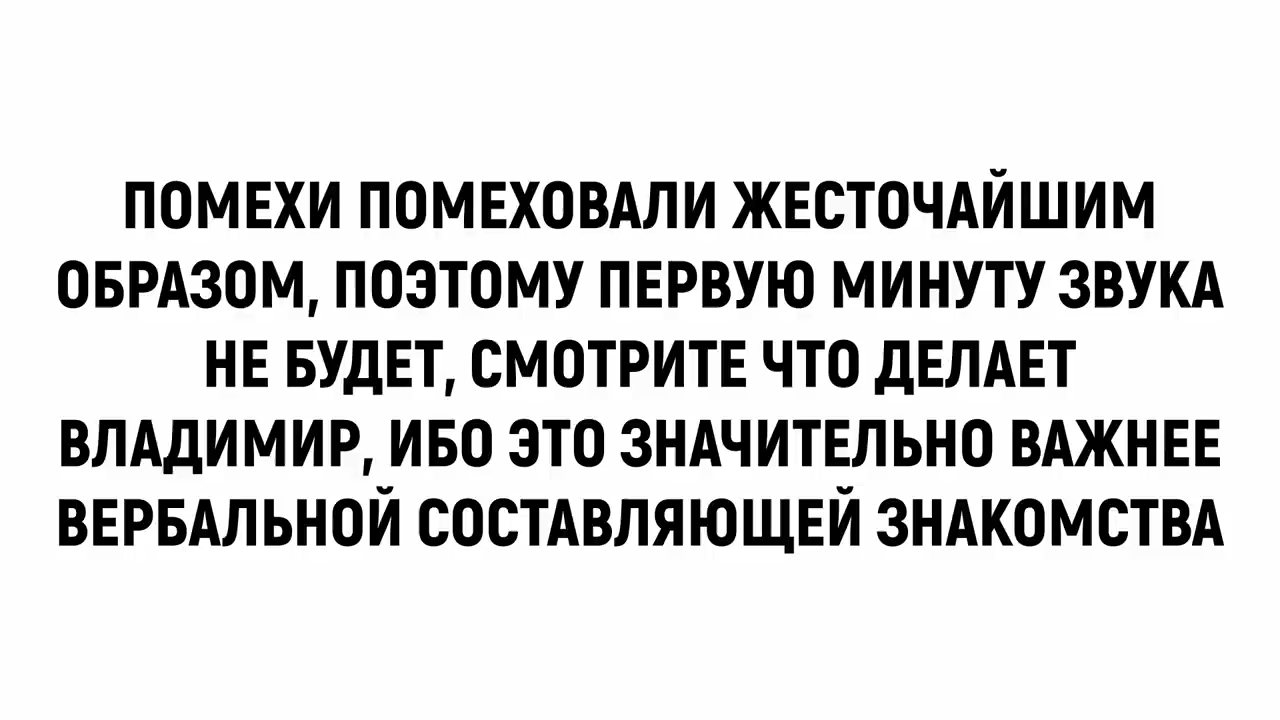 ПОМЕХИ ПОМЕХОВАЛИ ЖЕСТОЧАЙШИМ
ОБРАЗОМ, ПОЭТОМУ ПЕРВУЮ МИНУТУ ЗВУКА
НЕ БУДЕТ, СМОТРИТЕ ЧТО ДЕЛАЕТ
ВЛАДИМИР, ИБО ЭТО ЗНАЧИТЕЛЬНО ВАЖНЕЕ
ВЕРБАЛЬНОЙ СОСТАВЛЯЮЩЕЙ ЗНАКОМСТВА